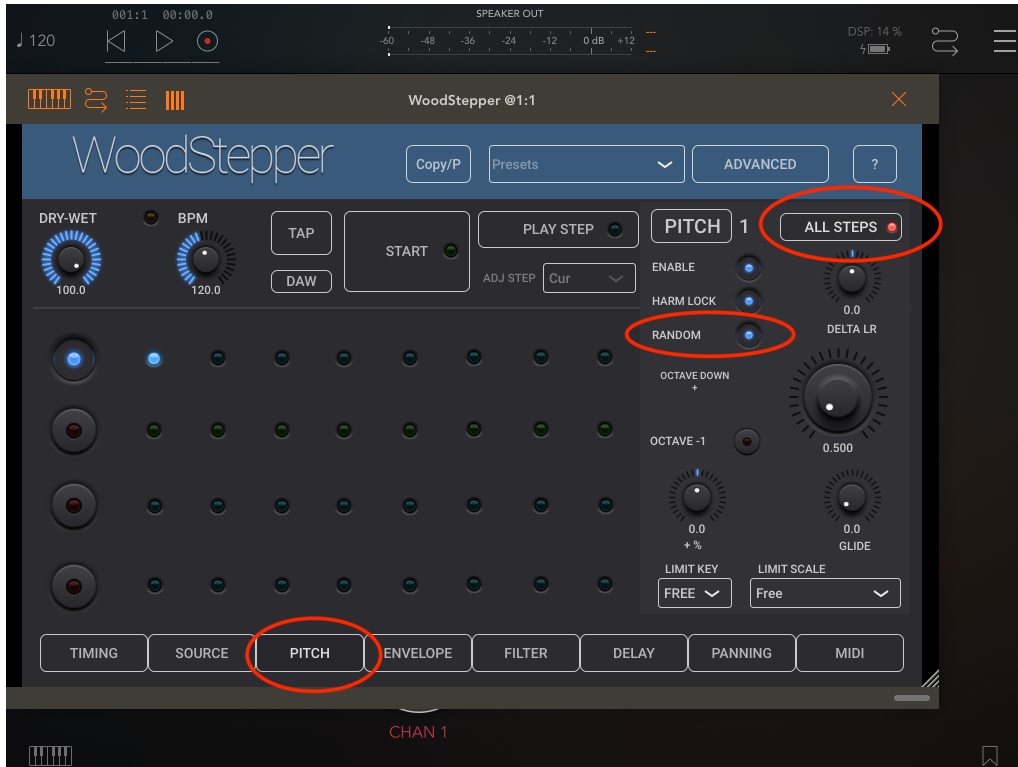 001:1 00:00.0
SPEAKER OUT
♩ 120
-60 -48 -36 -24 -12 0 dB +12
DSP: 14 %
WoodStepper @1:1
WoodStepper
Copy/P
Presets
ADVANCED
?
DRY-WET
BPM
TAP
START
PLAY STEP
PITCH 1
ALL STEPS
100.0
120.0
DAW
ADJ STEP Cur
ENABLE
HARM LOCK
0.0
RANDOM
DELTA LR
OCTAVE DOWN
+
OCTAVE -1
0.500
0.0
+ %
0.0
GLIDE
LIMIT KEY
LIMIT SCALE
FREE
Free
TIMING
SOURCE
PITCH
ENVELOPE
FILTER
DELAY
PANNING
MIDI
CHAN 1